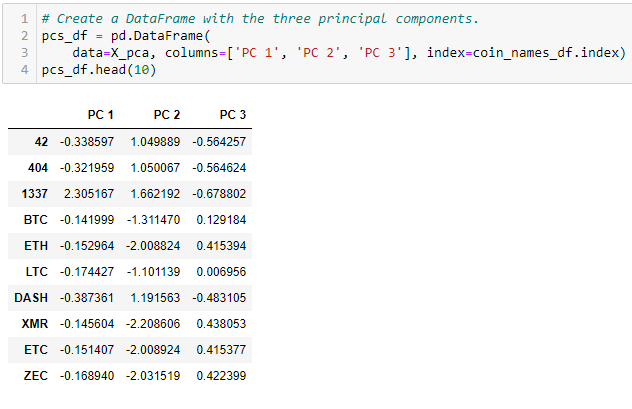 1 # Create a DataFrame with the three principal components.
2 pcs_df = pd.DataFrame(
3     data=X_pca, columns=['PC 1', 'PC 2', 'PC 3'], index=coin_names_df.index)
4 pcs_df.head(10)
PC 1 PC 2 PC 3
42 -0.338597 1.049889 -0.564257
404 -0.321959 1.050067 -0.564624
1337 2.305167 1.662192 -0.678802
BTC -0.141999 -1.311470 0.129184
ETH -0.152964 -2.008824 0.415394
LTC -0.174427 -1.101139 0.006956
DASH -0.387361 1.191563 -0.483105
XMR -0.145604 -2.208606 0.438053
ETC -0.151407 -2.008924 0.415377
ZEC -0.168940 -2.031519 0.422399